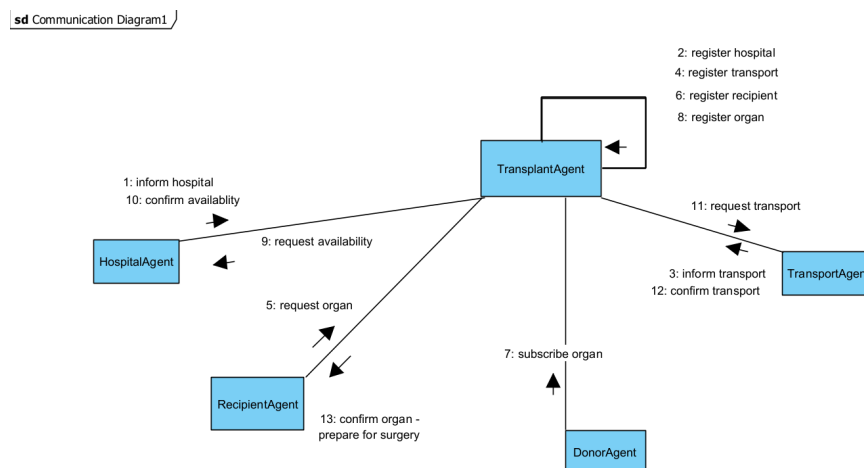 sd Communication Diagram1
2: register hospital
4: register transport
6: register recipient
8: register organ
TransplantAgent
1: inform hospital
10: confirm availablity
11: request transport
9: request availability
HospitalAgent
3: inform transport
12: confirm transport
TransportAgent
5: request organ
7: subscribe organ
RecipientAgent
13: confirm organ -
prepare for surgery
DonorAgent